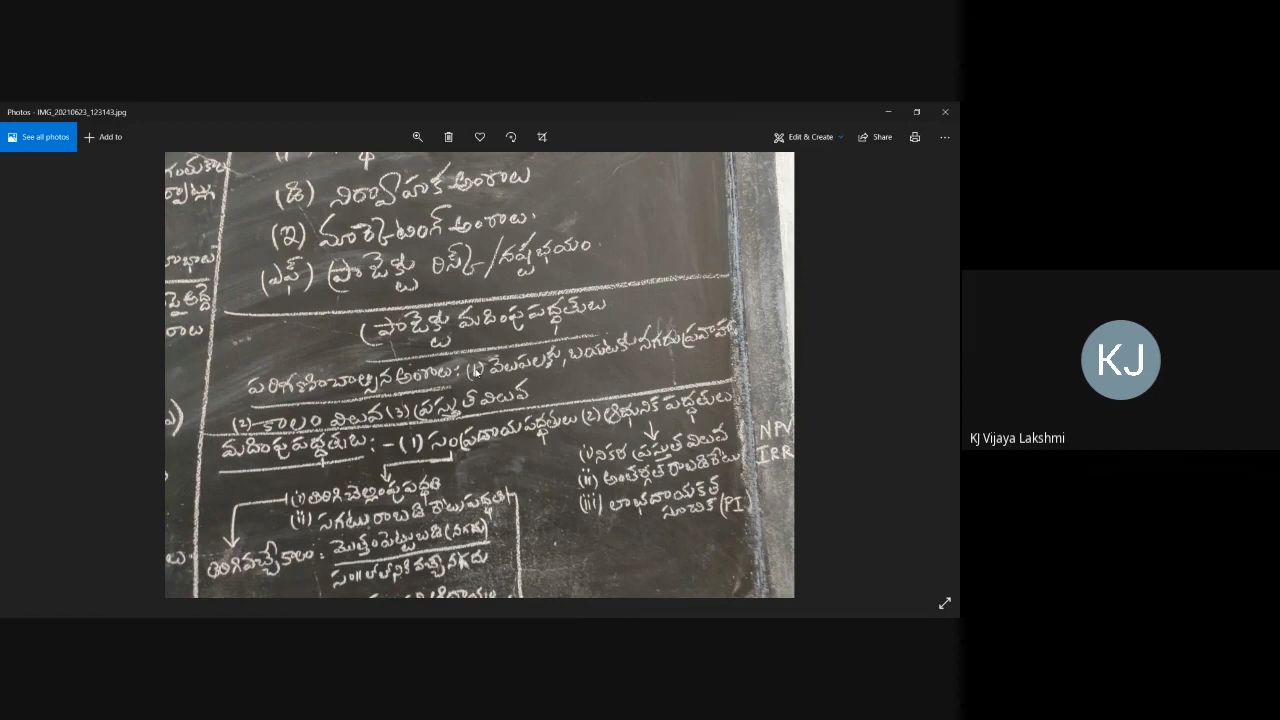 Photos - IMG_20210623_123143.jpg
See all photos
Add to
Edit & Create
Share
(డి) నిర్వాహక అంశాలు
(ఇ) మార్కెటింగ్ అంశాలు.
(ఎఫ్) ప్రాజెక్టు రిస్క్/నష్టభయం.
ప్రాజెక్టు మదింపు పద్ధతులు
పరిగణించాల్సిన అంశాలు: (1) వెలుపలకు, బయటకు నగదు
(2) కాలం విలువ (3) ప్రస్తుత విలువ
మదింపు పద్ధతులు: - (1) సంప్రదాయ పద్ధతులు (2) ఆధునిక పద్ధతులు
(i) నికర ప్రస్తుత విలువ NPV
(ii) అంతర్గత రాబడి రేటు IRR
(iii) లాభదాయకత
సూచిక (PI)
(i) తిరిగి చెల్లింపు పద్ధతి
(ii) సగటు రాబడి రేటు పద్ధతి
తిరిగివచ్చే కాలం: మొత్తం పెట్టుబడి (నగదు)
సం॥ లోనికి వచ్చే నగదు
KJ
KJ Vijaya Lakshmi